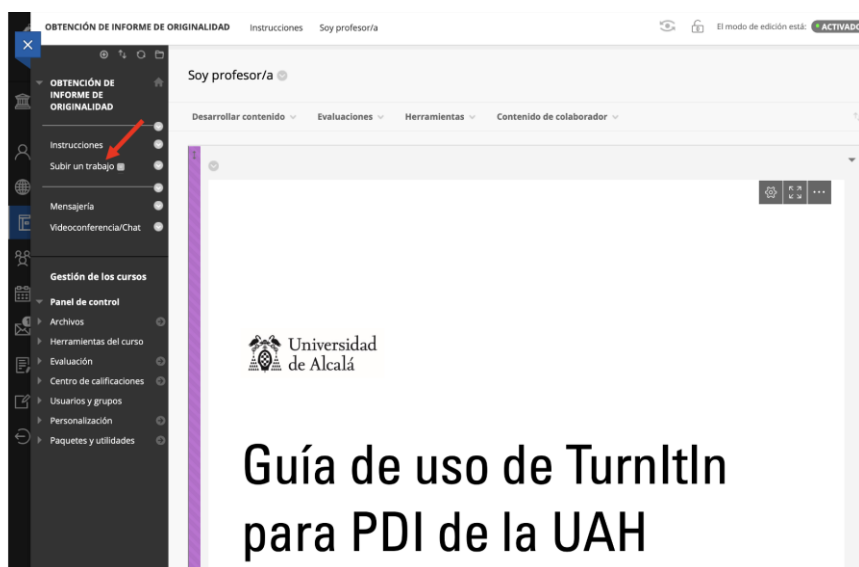 OBTENCIÓN DE INFORME DE ORIGINALIDAD Instrucciones Soy profesor/a
El modo de edición está: ACTIVADO
OBTENCIÓN DE
INFORME DE
ORIGINALIDAD
Instrucciones
Subir un trabajo
Mensajería
Videoconferencia/Chat
Gestión de los cursos
Panel de control
Archivos
Herramientas del curso
Evaluación
Centro de calificaciones
Usuarios y grupos
Personalización
Paquetes y utilidades
Soy profesor/a
Desarrollar contenido Evaluaciones Herramientas Contenido de colaborador
Universidad
de Alcalá
Guía de uso de TurnItIn
para PDI de la UAH